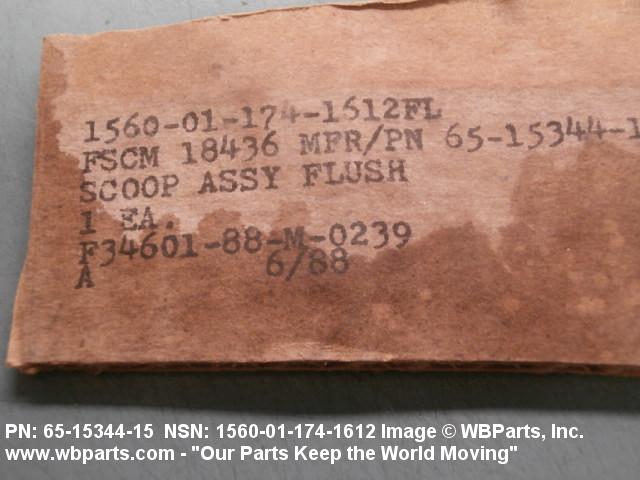 1560-01-174-1612FL
FSCM 18436 MFR/PN 65-15344-1
SCOOP ASSY FLUSH
1 EA.
F34601-88-M-0239
A 6/88
PN: 65-15344-15 NSN: 1560-01-174-1612 Image © WBParts, Inc.
www.wbparts.com - "Our Parts Keep the World Moving"